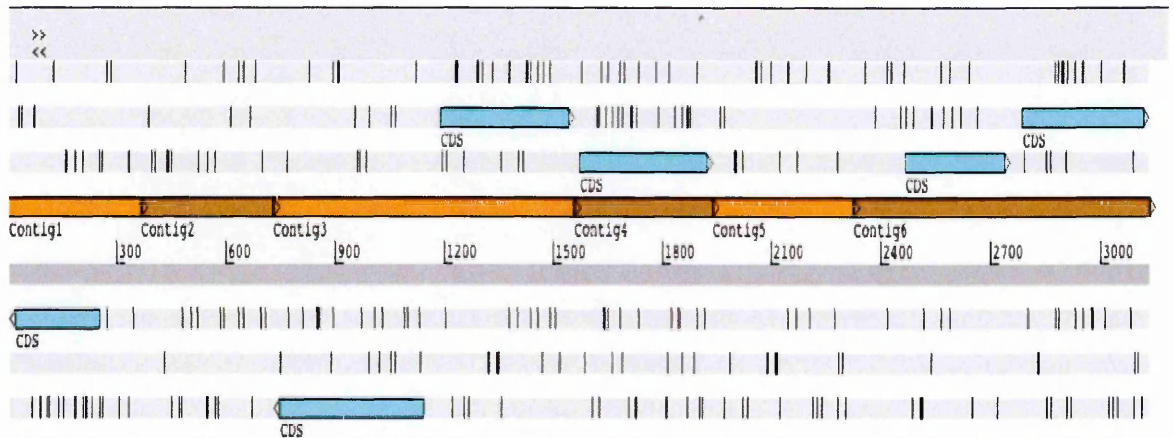 >>
<<
CDS
CDS
CDS
CDS
Contig1 Contig2 Contig3 Contig4 Contig5 Contig6
300 600 900 1200 1500 1800 2100 2400 2700 3000
CDS
CDS